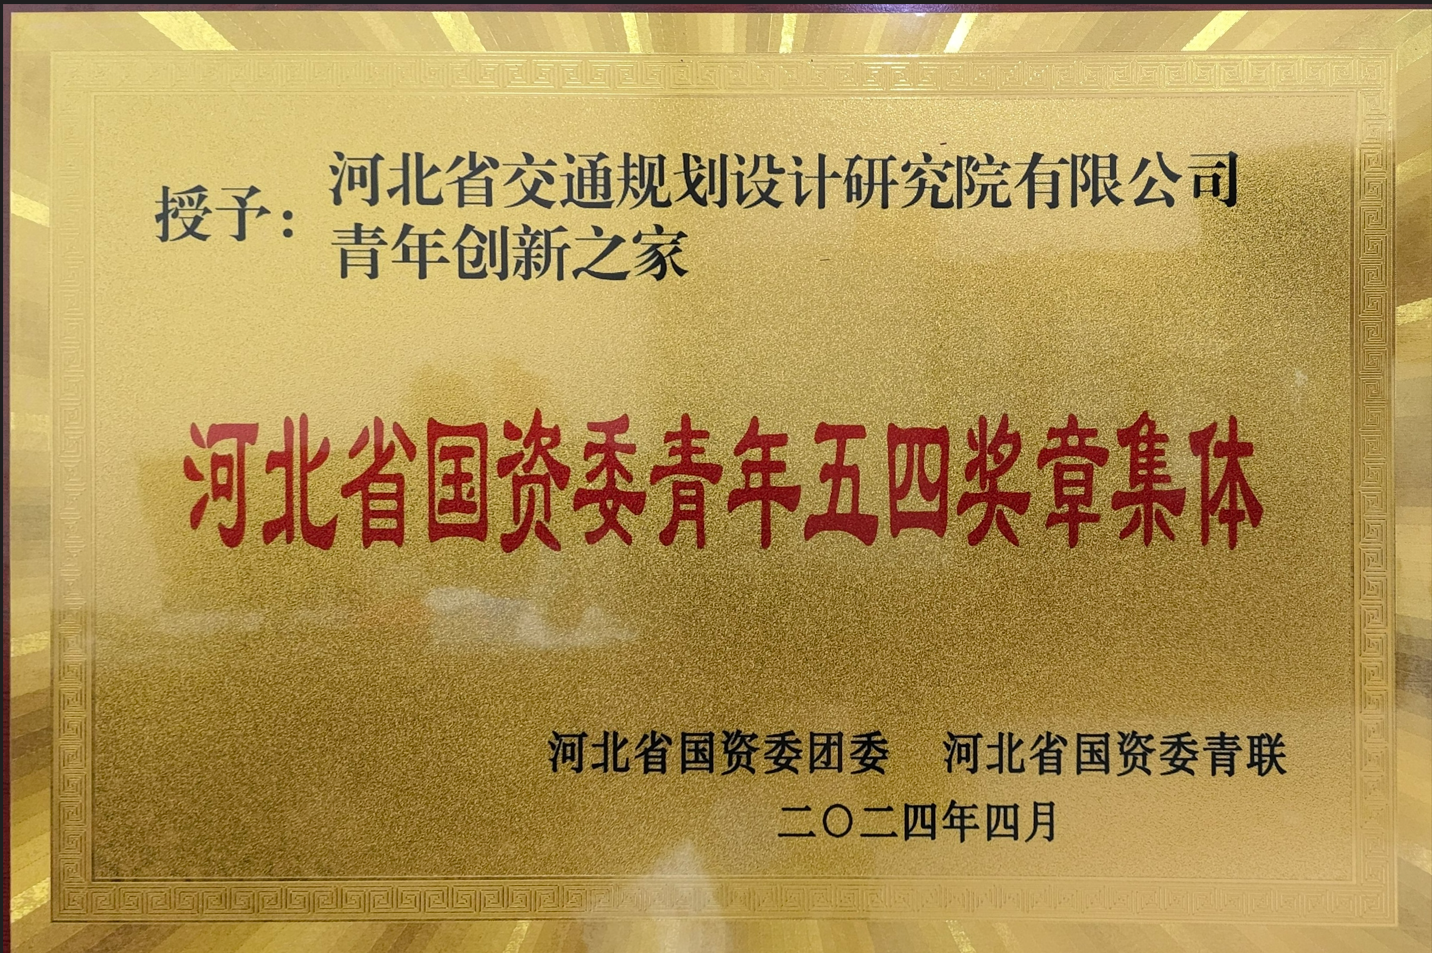 授予：河北省交通规划设计研究院有限公司
青年创新之家
河北省国资委青年五四奖章集体
河北省国资委团委 河北省国资委青联
二〇二四年四月